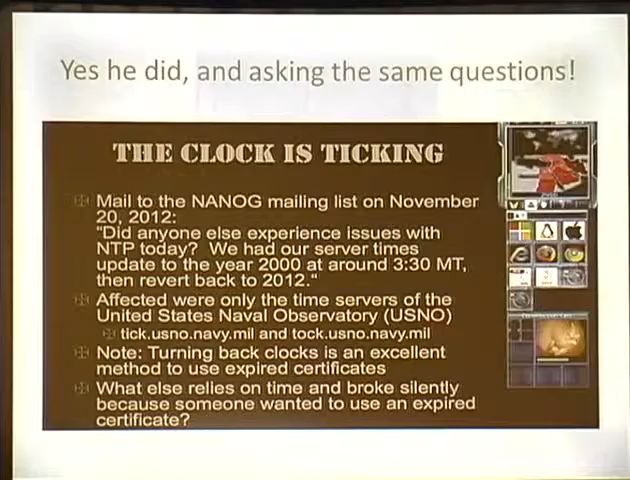 Yes he did, and asking the same questions!
THE CLOCK IS TICKING
Mail to the NANOG mailing list on November
20, 2012:
"Did anyone else experience issues with
NTP today? We had our server times
update to the year 2000 at around 3:30 MT,
then revert back to 2012."
Affected were only the time servers of the
United States Naval Observatory (USNO)
tick.usno.navy.mil and tock.usno.navy.mil
Note: Turning back clocks is an excellent
method to use expired certificates
What else relies on time and broke silently
because someone wanted to use an expired
certificate?